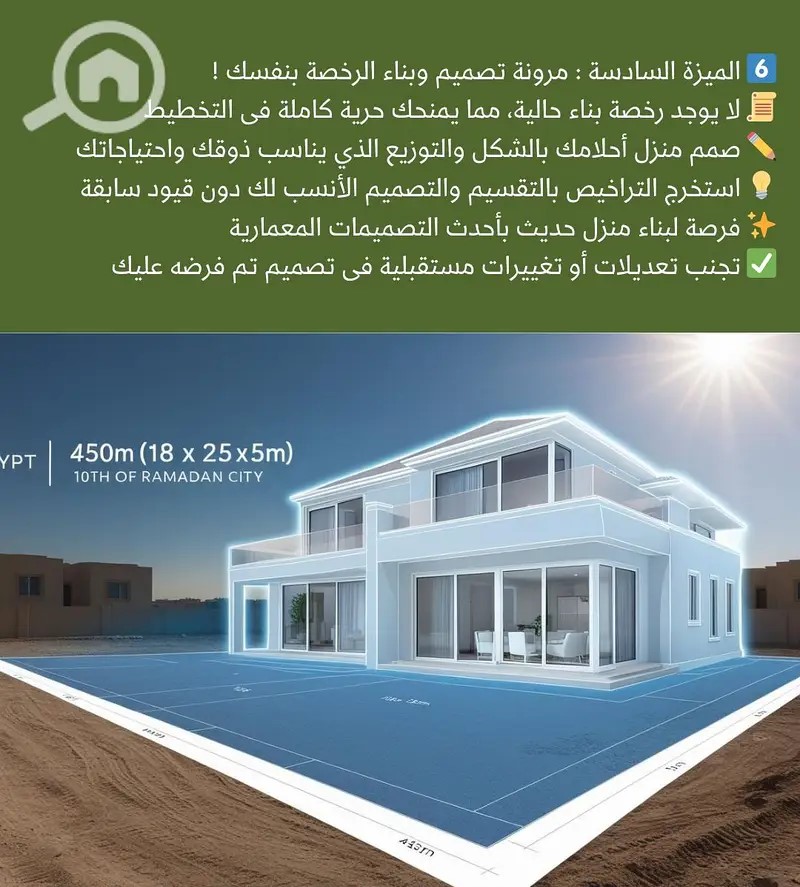 6️⃣ الميزة السادسة : مرونة تصميم وبناء الرخصة بنفسك !
📜 لا يوجد رخصة بناء حالية، مما يمنحك حرية كاملة فى التخطيط
✏️ صمم منزل أحلامك بالشكل والتوزيع الذي يناسب ذوقك واحتياجاتك
💡 استخرج التراخيص بالتقسيم والتصميم الأنسب لك دون قيود سابقة
✨ فرصة لبناء منزل حديث بأحدث التصميمات المعمارية
✅ تجنب تعديلات أو تغييرات مستقبلية فى تصميم تم فرضه عليك
YPT | 450m (18 x 25x5m)
10TH OF RAMADAN CITY